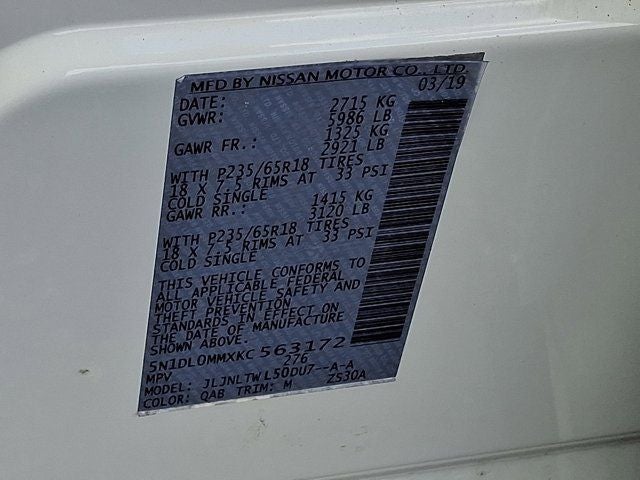 MFD BY NISSAN MOTOR CO., LTD.
DATE: 03/19
GVWR: 2715 KG
5986 LB
GAWR FR.: 1325 KG
2921 LB
WITH P235/65R18 TIRES
18 X 7.5 RIMS AT 33 PSI
COLD SINGLE
GAWR RR.: 1415 KG
3120 LB
WITH P235/65R18 TIRES
18 X 7.5 RIMS AT 33 PSI
COLD SINGLE
THIS VEHICLE CONFORMS TO
ALL APPLICABLE FEDERAL
MOTOR VEHICLE SAFETY AND
THEFT PREVENTION
STANDARDS IN EFFECT ON
THE DATE OF MANUFACTURE
SHOWN ABOVE.
5N1DL0MMXKC563172
MPV 276
MODEL: JLJNLTWL50DU7--A-A
COLOR: QAB TRIM: M Z530A